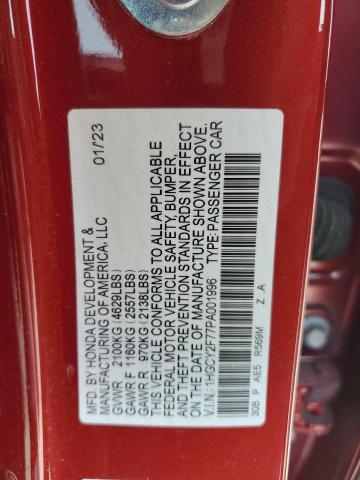 MFD. BY HONDA DEVELOPMENT &
MANUFACTURING OF AMERICA, LLC 01/23
GVWR 2100KG (4629LBS)
GAWR F 1160KG (2557LBS)
GAWR R 970KG (2138LBS)
THIS VEHICLE CONFORMS TO ALL APPLICABLE
FEDERAL MOTOR VEHICLE SAFETY, BUMPER,
AND THEFT PREVENTION STANDARDS IN EFFECT
ON THE DATE OF MANUFACTURE SHOWN ABOVE.
V.I.N.:1HGCY2F77PA001996 TYPE:PASSENGER CAR
30B P AE5 R569M Z A